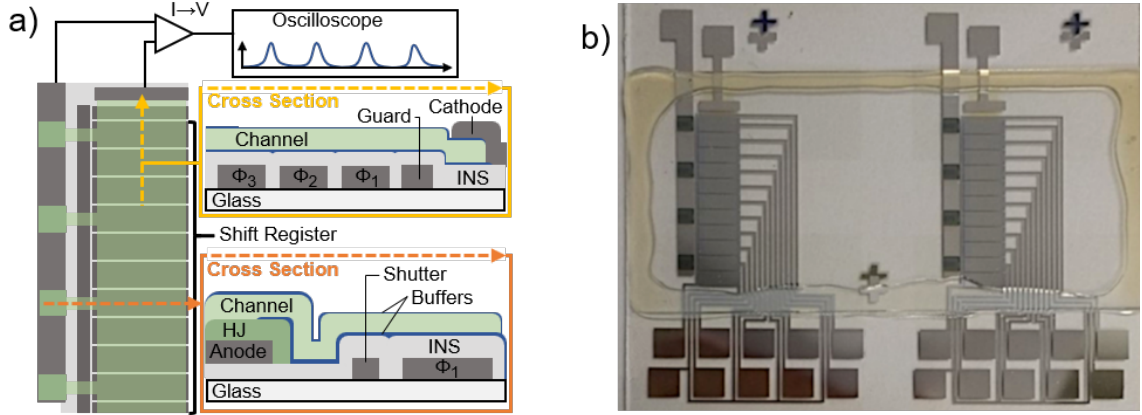 a)
I→V
Oscilloscope
Cross Section
Cathode
Guard
Channel
Φ3
Φ2
Φ1
INS
Glass
Shift Register
Cross Section
Shutter
Channel
Buffers
HJ
Anode
INS
Φ1
Glass
b)